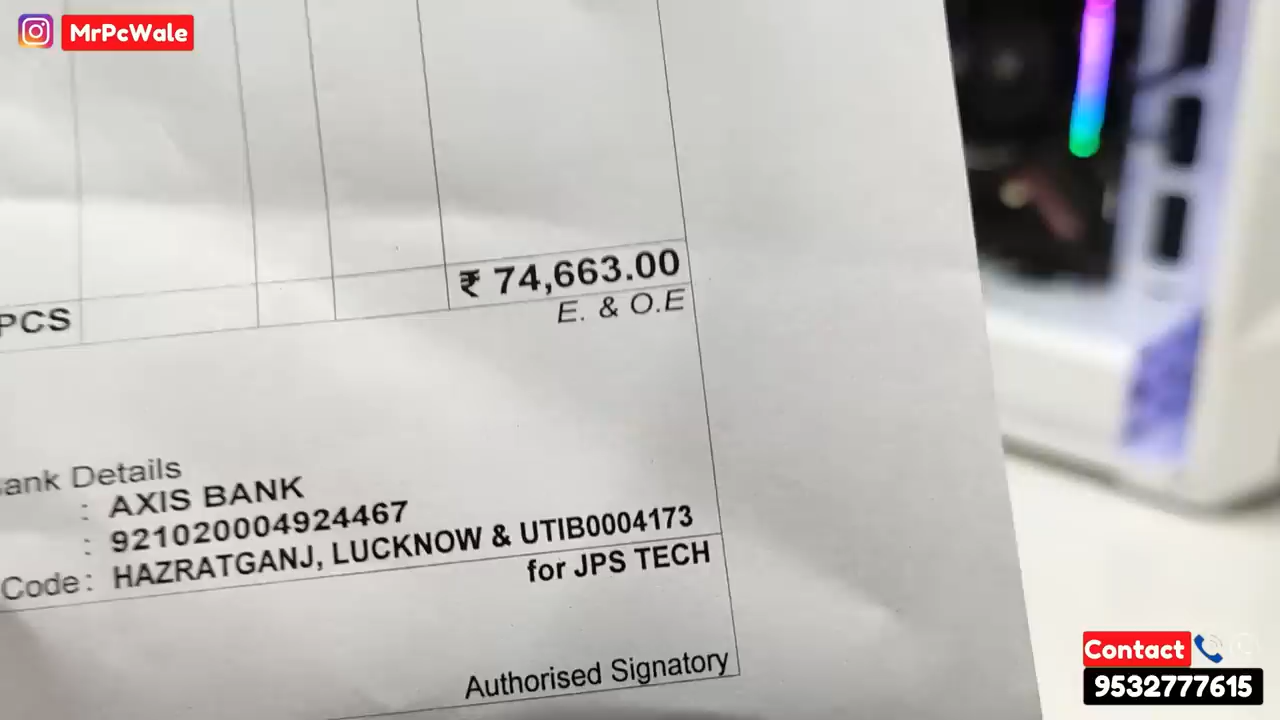 MrPcWale
PCS
₹ 74,663.00
E. & O.E
ank Details
: AXIS BANK
: 921020004924467
Code : HAZRATGANJ, LUCKNOW & UTIB0004173
for JPS TECH
Authorised Signatory
Contact
9532777615